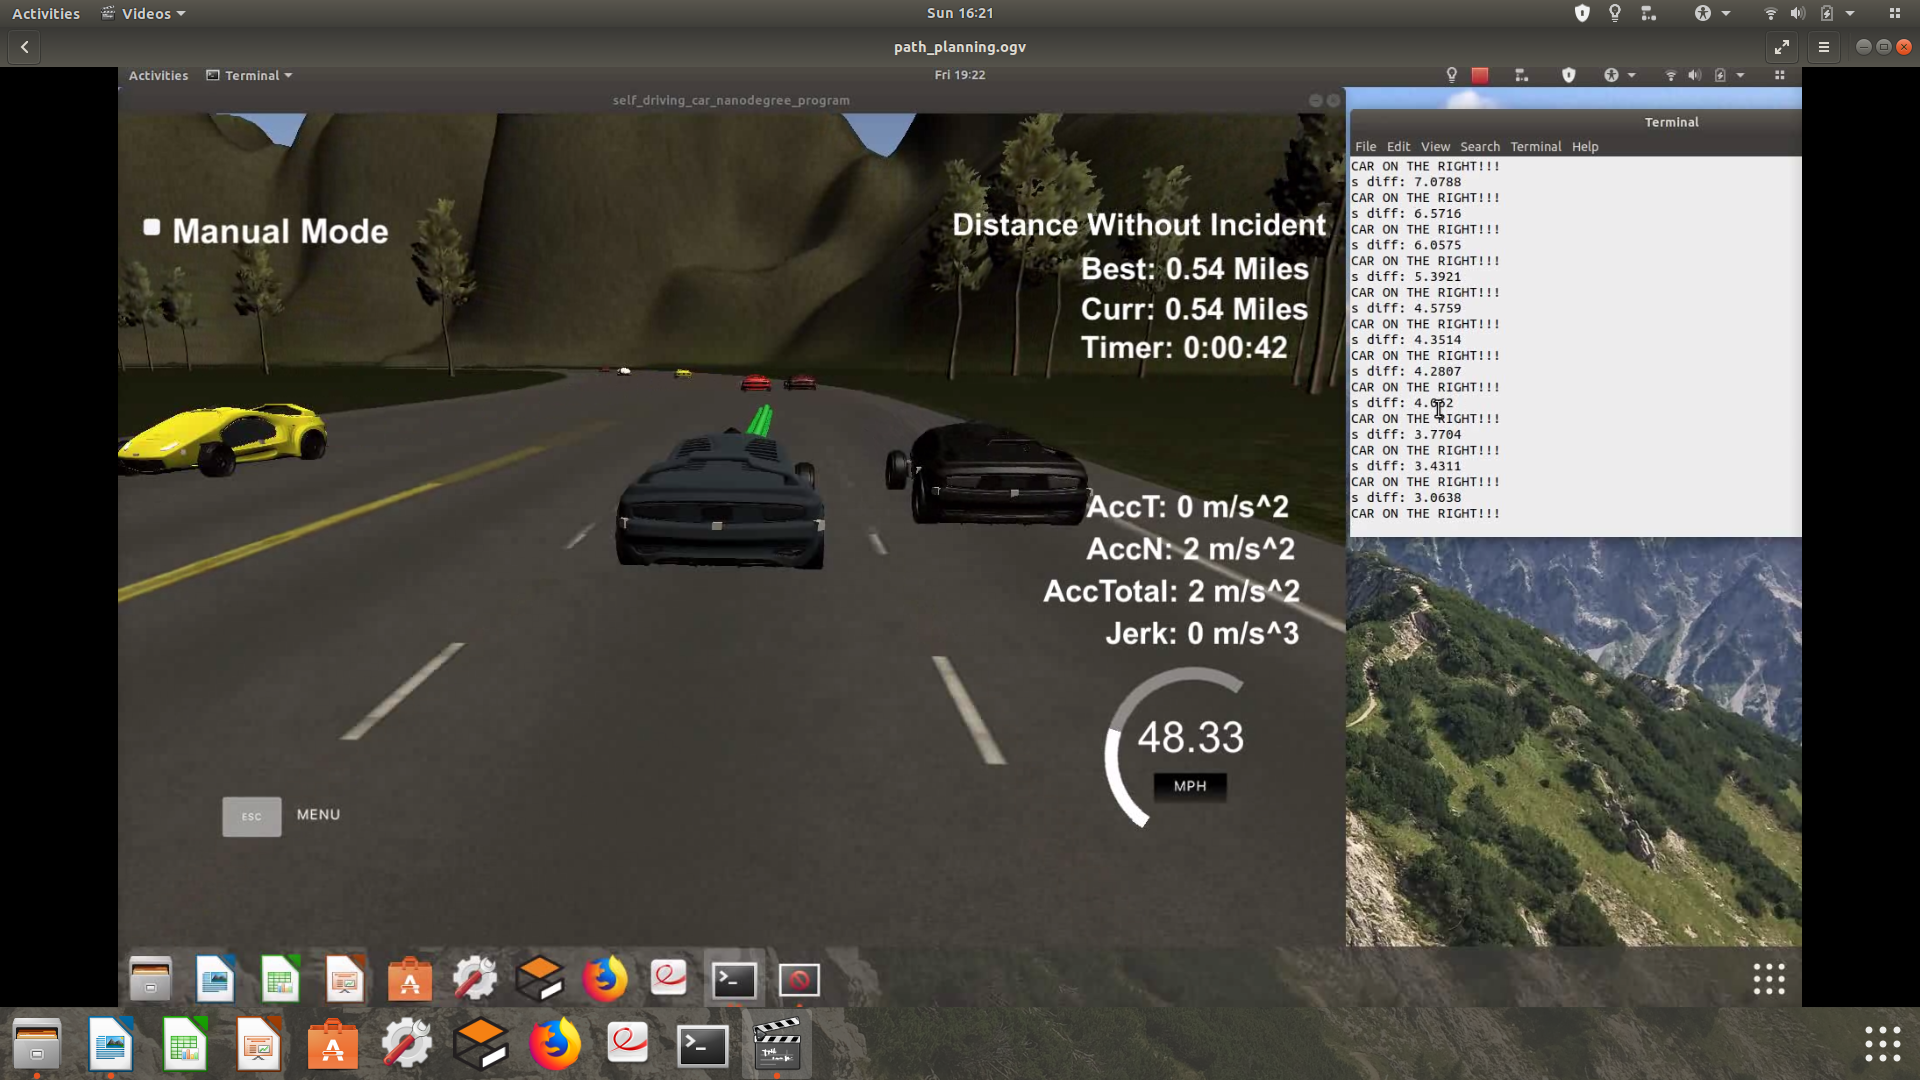 Activities Videos Sun 16:21
path_planning.ogv
Activities Terminal Fri 19:22
self_driving_car_nanodegree_program
Manual Mode
Distance Without Incident
Best: 0.54 Miles
Curr: 0.54 Miles
Timer: 0:00:42
AccT: 0 m/s^2
AccN: 2 m/s^2
AccTotal: 2 m/s^2
Jerk: 0 m/s^3
48.33
MPH
ESC MENU
Terminal
File Edit View Search Terminal Help
CAR ON THE RIGHT!!!
s diff: 7.0788
CAR ON THE RIGHT!!!
s diff: 6.5716
CAR ON THE RIGHT!!!
s diff: 6.0575
CAR ON THE RIGHT!!!
s diff: 5.3921
CAR ON THE RIGHT!!!
s diff: 4.5759
CAR ON THE RIGHT!!!
s diff: 4.3514
CAR ON THE RIGHT!!!
s diff: 4.2807
CAR ON THE RIGHT!!!
s diff:
CAR ON THE RIGHT!!!
s diff: 3.7704
CAR ON THE RIGHT!!!
s diff: 3.4311
CAR ON THE RIGHT!!!
s diff: 3.0638
CAR ON THE RIGHT!!!